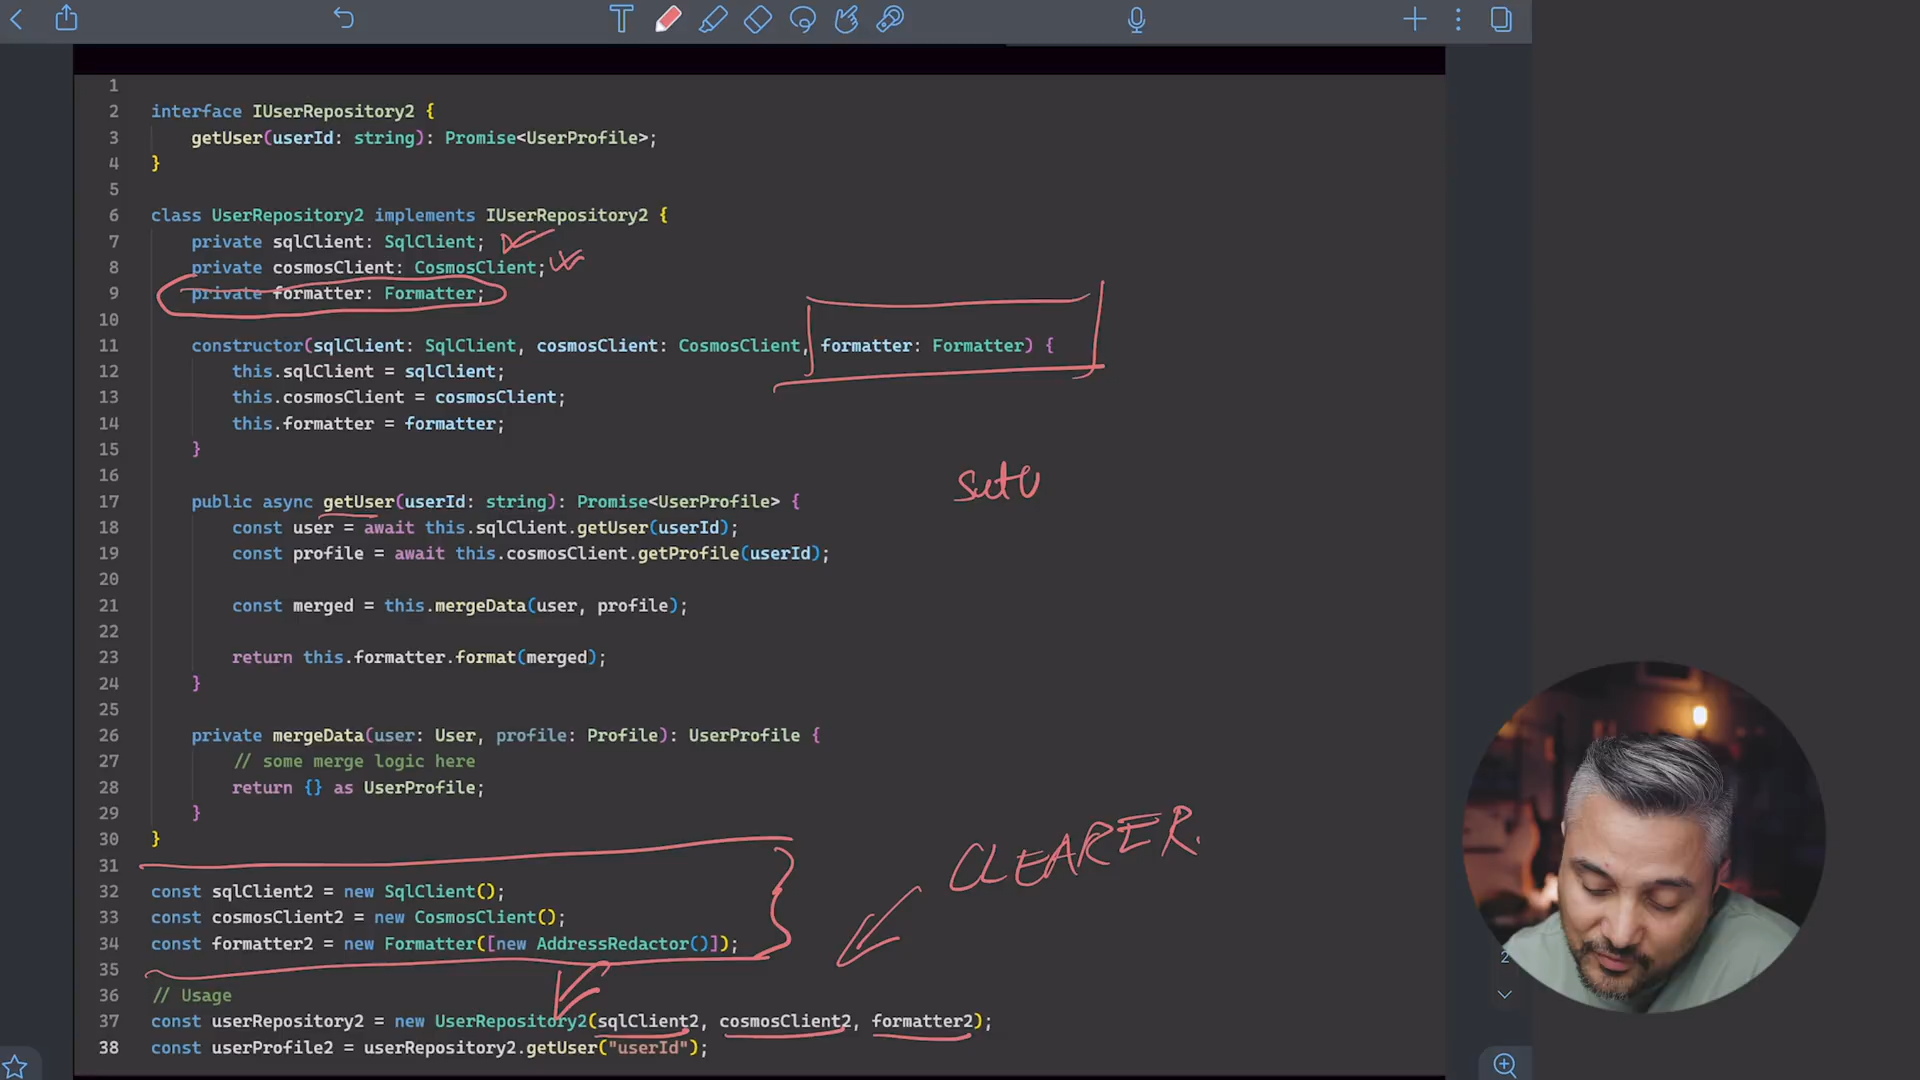 1
2 interface IUserRepository2 {
3 getUser(userId: string): Promise<UserProfile>;
4 }
5
6 class UserRepository2 implements IUserRepository2 {
7 private sqlClient: SqlClient;
8 private cosmosClient: CosmosClient;
9 private formatter: Formatter;
10
11 constructor(sqlClient: SqlClient, cosmosClient: CosmosClient, formatter: Formatter) {
12 this.sqlClient = sqlClient;
13 this.cosmosClient = cosmosClient;
14 this.formatter = formatter;
15 }
16
setU
17 public async getUser(userId: string): Promise<UserProfile> {
18 const user = await this.sqlClient.getUser(userId);
19 const profile = await this.cosmosClient.getProfile(userId);
20
21 const merged = this.mergeData(user, profile);
22
23 return this.formatter.format(merged);
24 }
25
26 private mergeData(user: User, profile: Profile): UserProfile {
27 // some merge logic here
28 return {} as UserProfile;
29 }
30 }
CLEARER.
31
32 const sqlClient2 = new SqlClient();
33 const cosmosClient2 = new CosmosClient();
34 const formatter2 = new Formatter([new AddressRedactor()]);
2
35
36 // Usage
37 const userRepository2 = new UserRepository2(sqlClient2, cosmosClient2, formatter2);
38 const userProfile2 = userRepository2.getUser("userId");